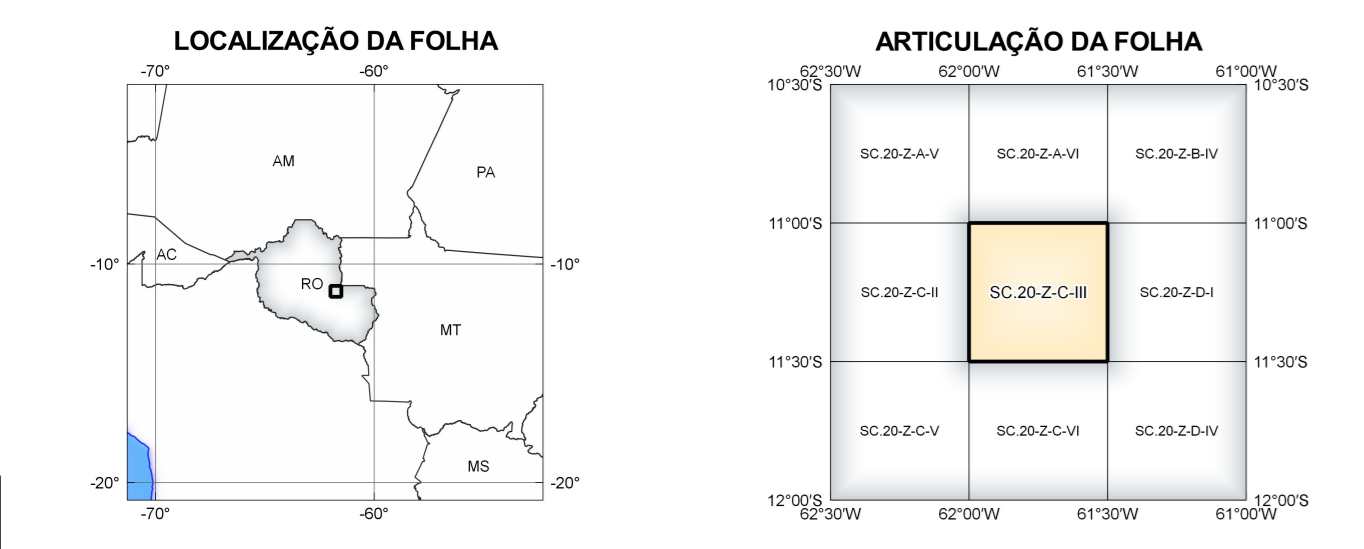 LOCALIZAÇÃO DA FOLHA
-70° -60°
AM
PA
AC
-10° -10°
RO
MT
MS
-20° -20°
-70° -60°
ARTICULAÇÃO DA FOLHA
62°30'W 62°00'W 61°30'W 61°00'W
10°30'S 10°30'S
SC.20-Z-A-V SC.20-Z-A-VI SC.20-Z-B-IV
11°00'S 11°00'S
SC.20-Z-C-II SC.20-Z-C-III SC.20-Z-D-I
11°30'S 11°30'S
SC.20-Z-C-V SC.20-Z-C-VI SC.20-Z-D-IV
12°00'S 12°00'S
62°30'W 62°00'W 61°30'W 61°00'W